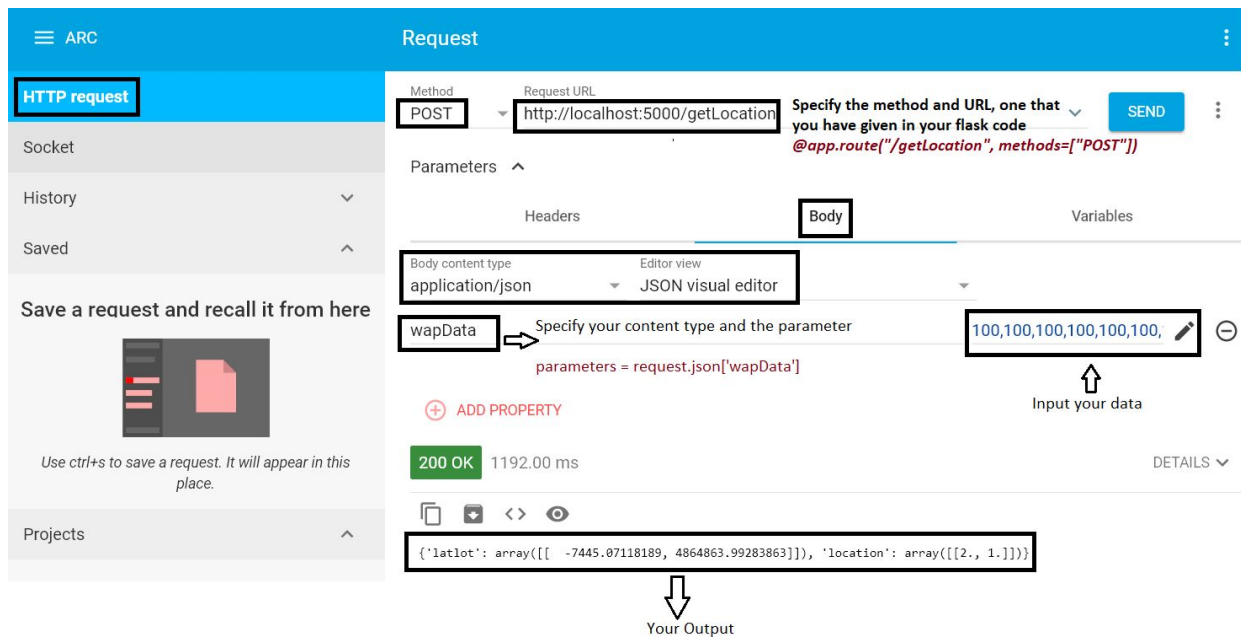 ARC
Request
HTTP request
Socket
History
Saved
Save a request and recall it from here
Use ctrl+s to save a request. It will appear in this
place.
Projects
Method
Request URL
POST
http://localhost:5000/getLocation
Specify the method and URL, one that
you have given in your flask code
@app.route("/getLocation", methods=["POST"])
SEND
Parameters
Headers
Body
Variables
Body content type
Editor view
application/json
JSON visual editor
wapData
Specify your content type and the parameter
100,100,100,100,100,100,
parameters = request.json['wapData']
Input your data
ADD PROPERTY
200 OK
1192.00 ms
DETAILS
{'latlot': array([[  -7445.07118189, 4864863.99283863]]), 'location': array([[2., 1.]])}
Your Output